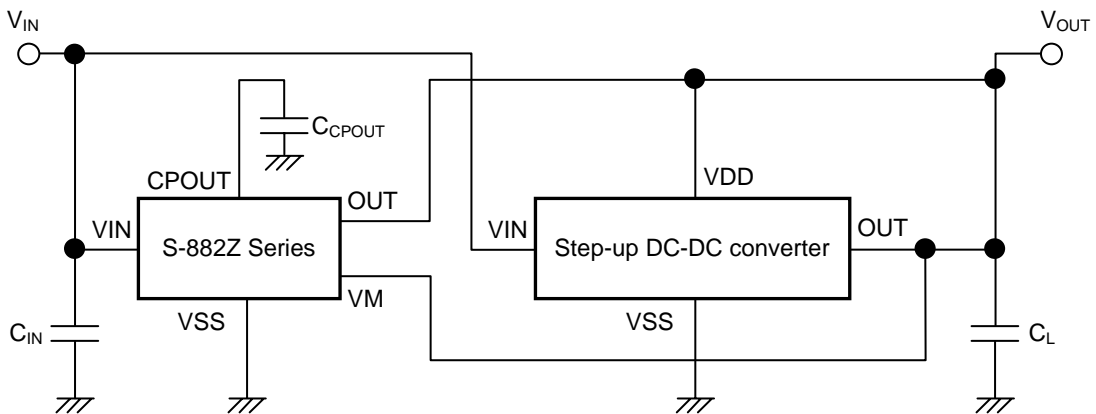 VIN
VOUT
CCPOUT
CPOUT
OUT
VDD
VIN
S-882Z Series
VIN
Step-up DC-DC converter
OUT
VM
VSS
VSS
CIN
CL